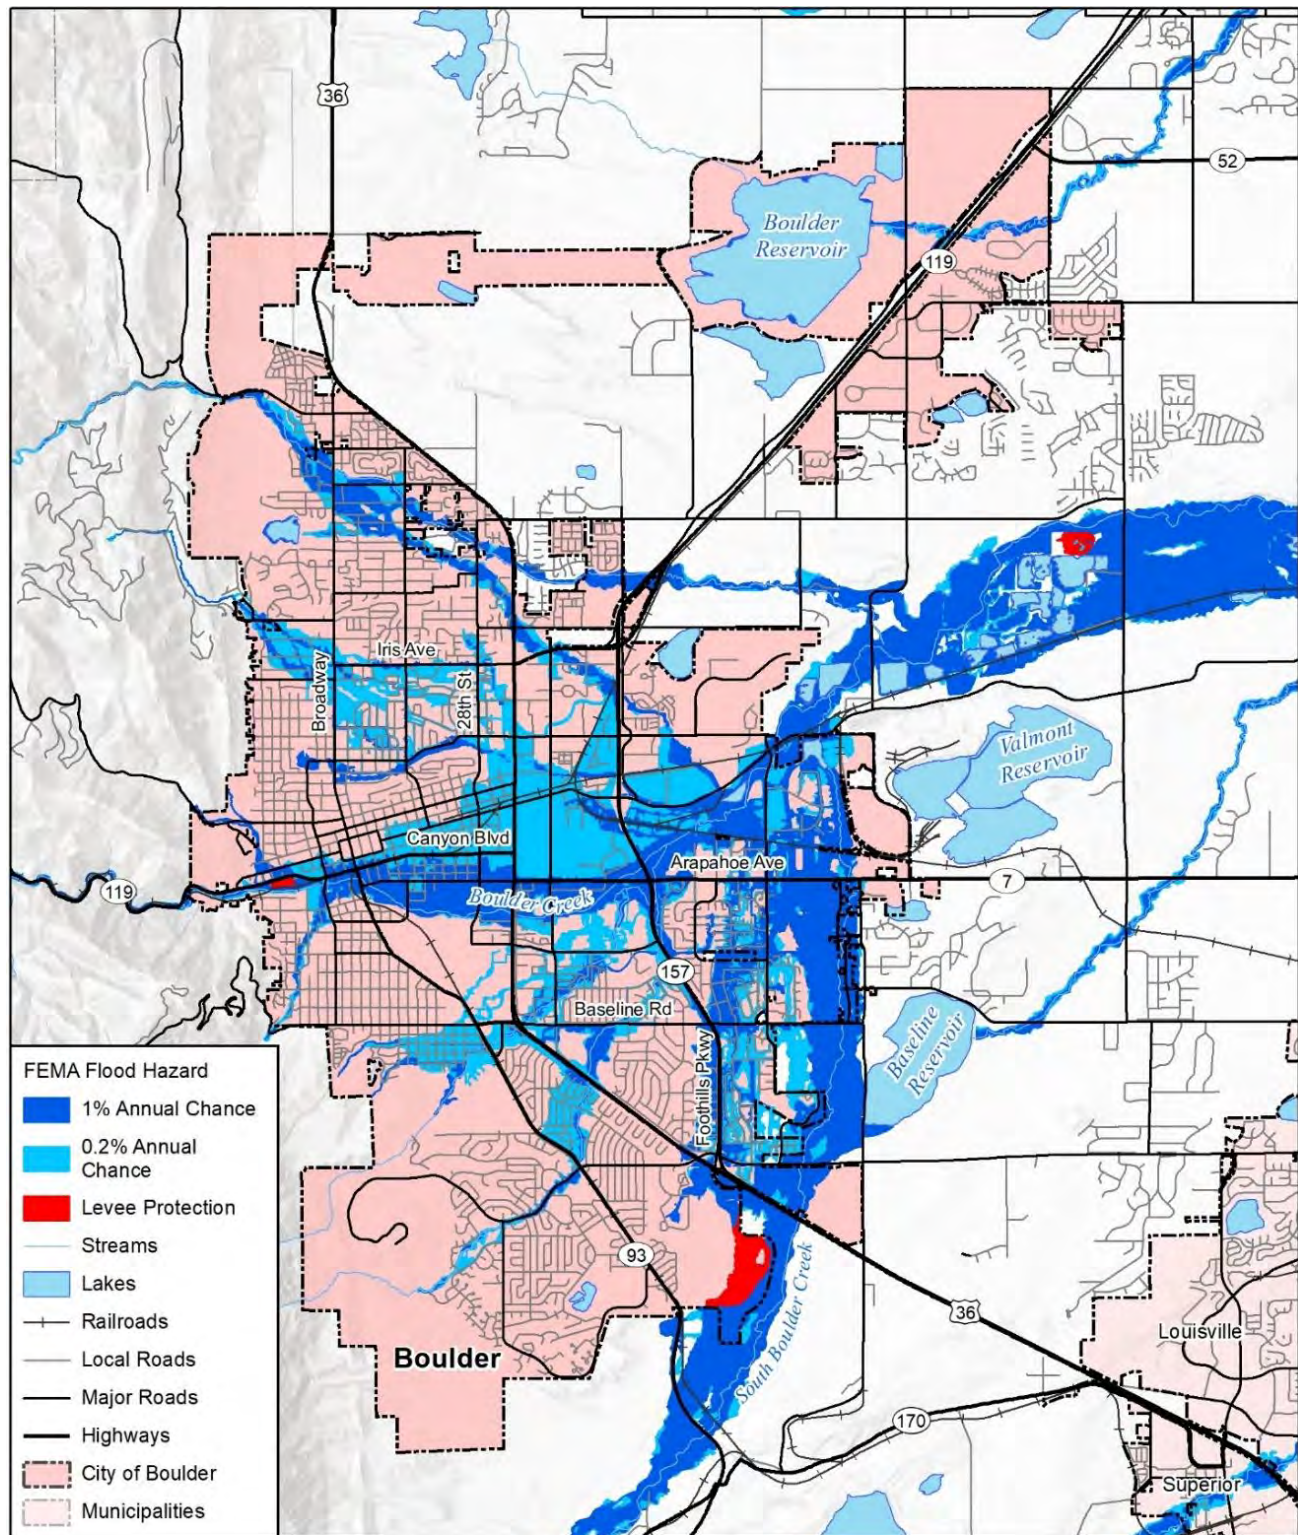 36
52
Boulder
Reservoir
119
Iris Ave
Broadway
28th St
Valmont
Reservoir
Canyon Blvd
Arapahoe Ave
119
7
Boulder Creek
157
Baseline Rd
Baseline
Reservoir
Foothills Pkwy
FEMA Flood Hazard
1% Annual Chance
0.2% Annual
Chance
Levee Protection
Streams
Lakes
Railroads
Local Roads
Major Roads
Highways
City of Boulder
Municipalities
93
South Boulder Creek
36
Louisville
Boulder
170
Superior